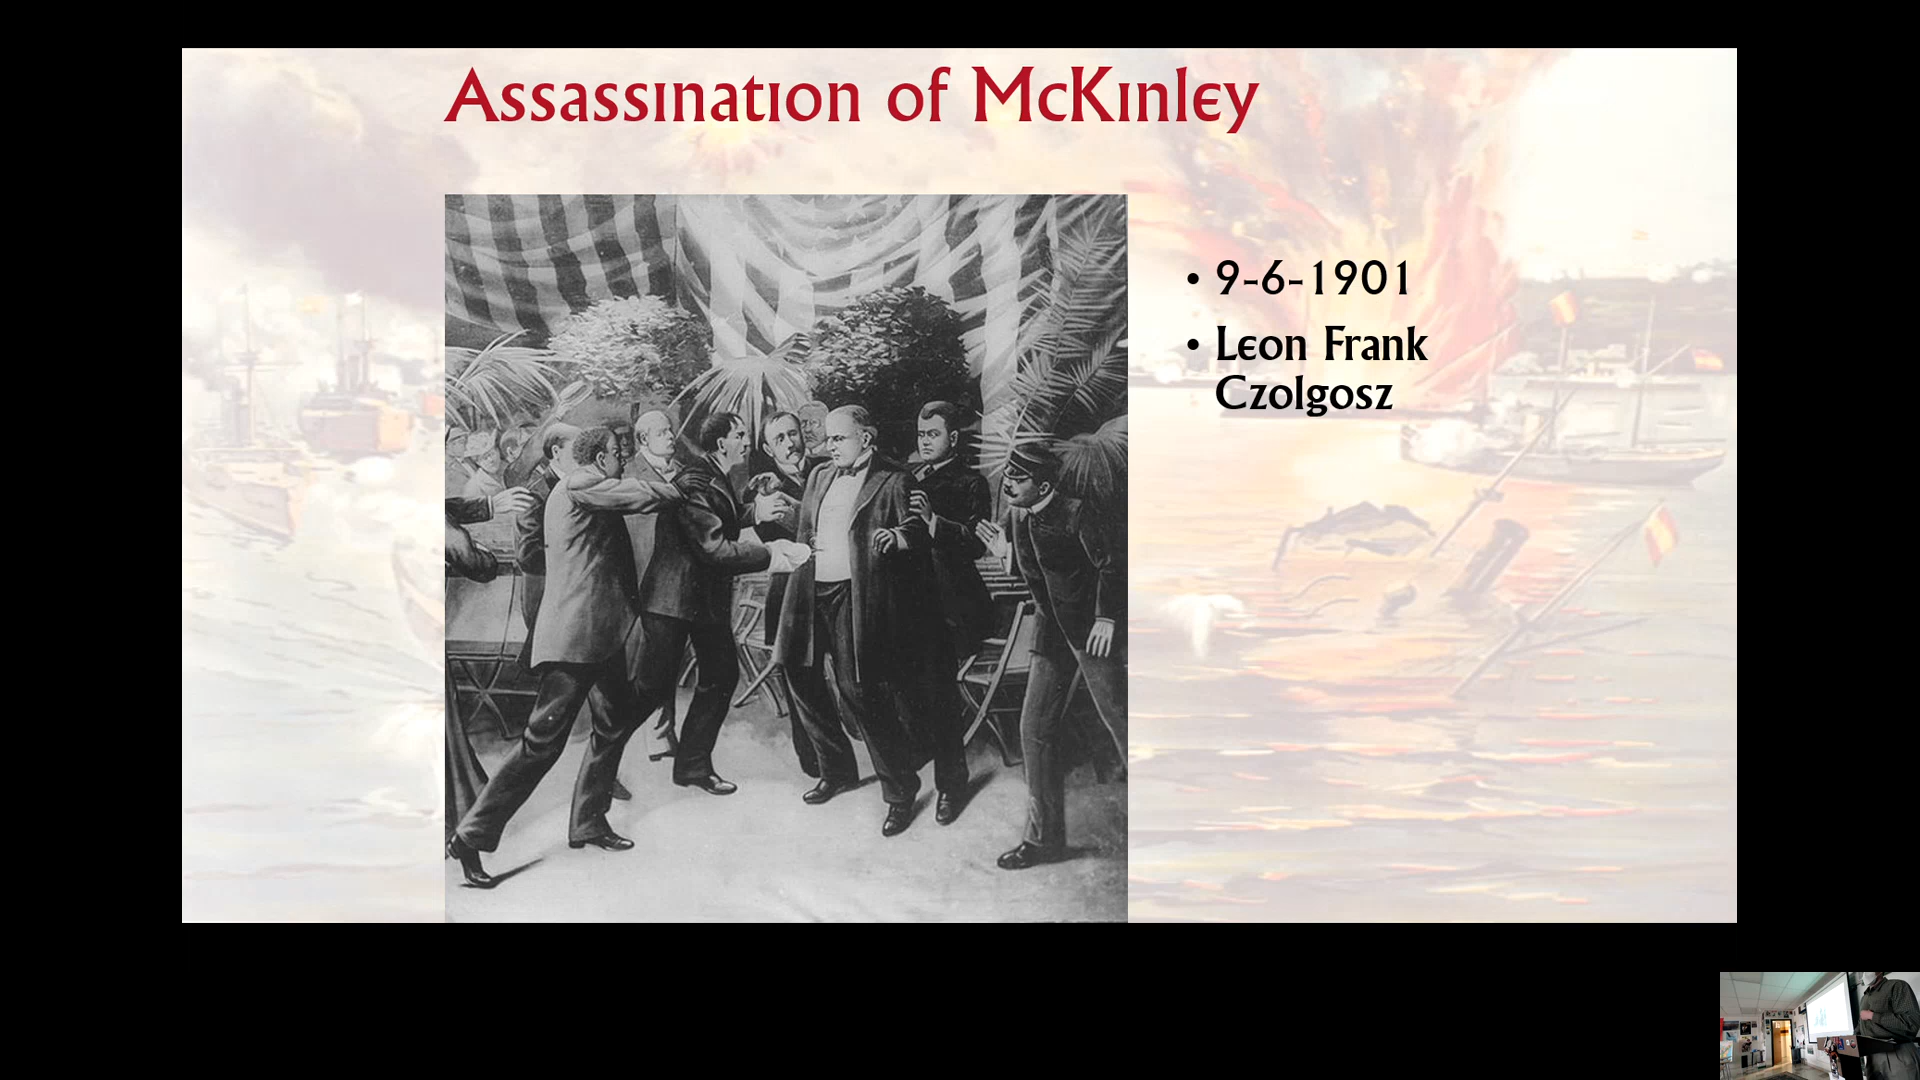 Assassination of McKinley
• 9-6-1901
• Leon Frank
Czolgosz